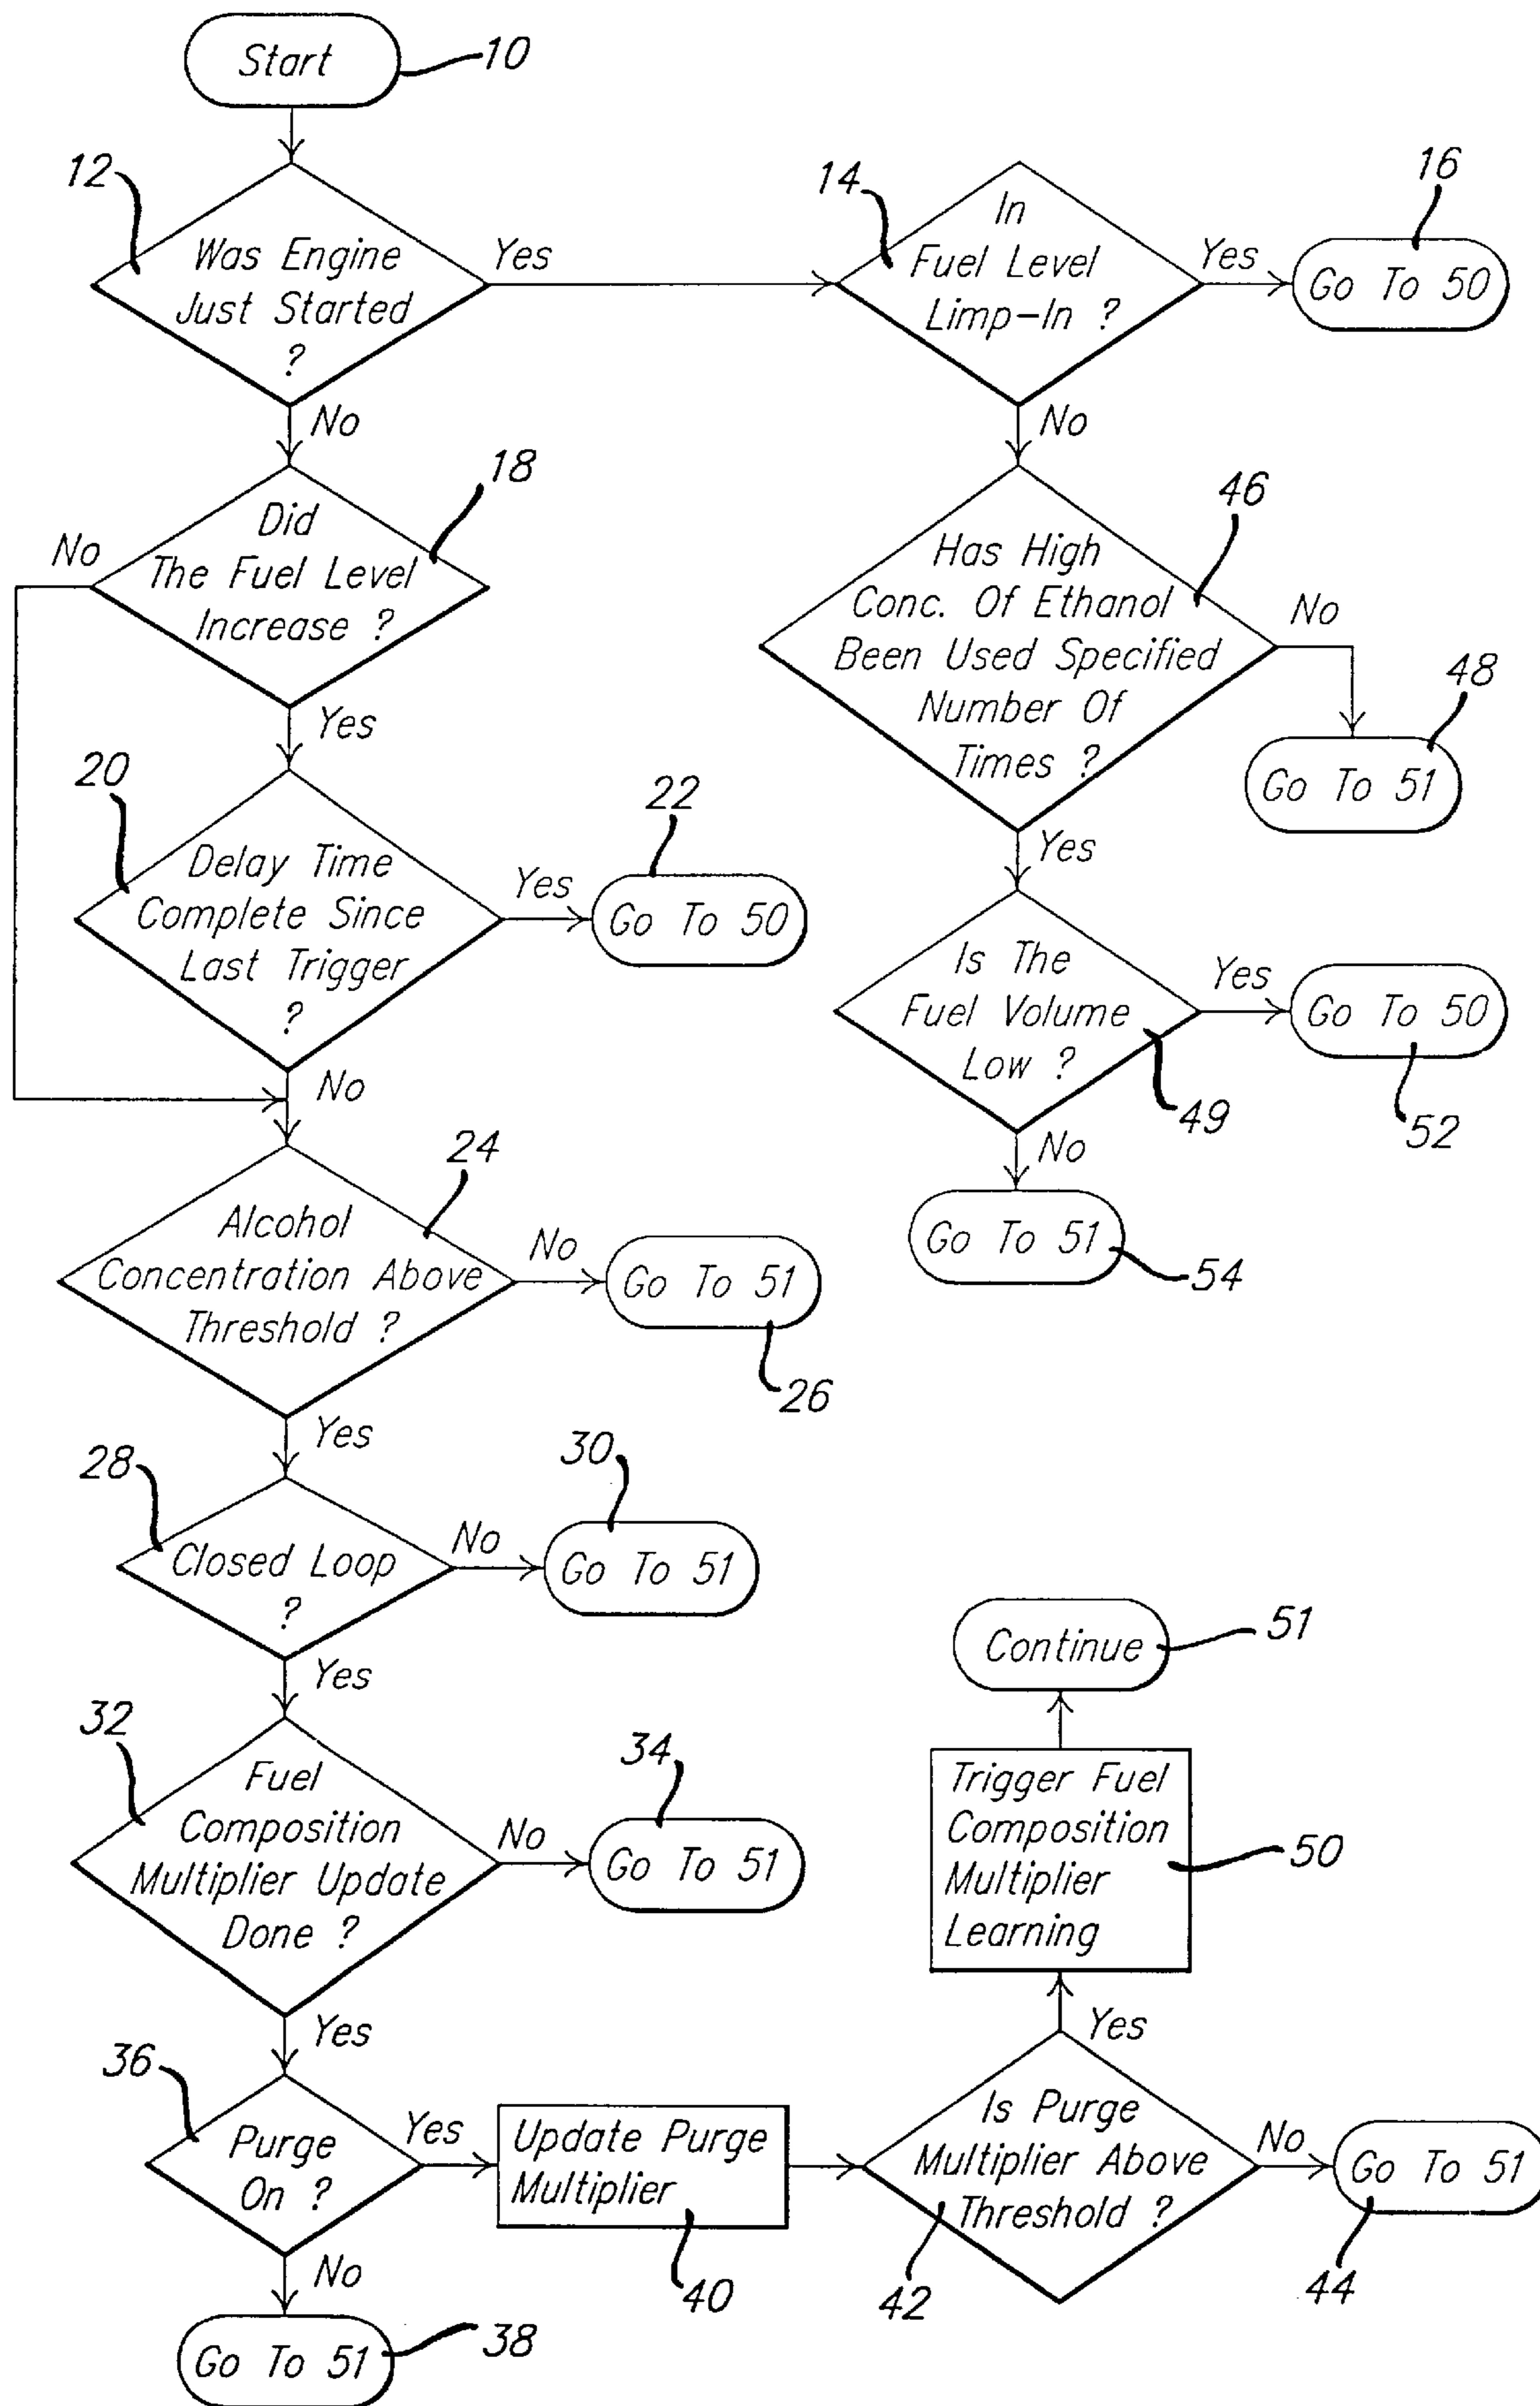 Start
10
12
Was Engine
Just Started
?
Yes
No
14
In
Fuel Level
Limp-In ?
Yes
No
16
Go To 50
18
Did
The Fuel Level
Increase ?
No
Yes
46
Has High
Conc. Of Ethanol
Been Used Specified
Number Of
Times ?
No
Yes
48
Go To 51
20
Delay Time
Complete Since
Last Trigger
?
Yes
No
22
Go To 50
Is The
Fuel Volume
Low ?
49
Yes
No
Go To 50
52
Go To 51
54
24
Alcohol
Concentration Above
Threshold ?
No
Yes
Go To 51
26
28
Closed Loop
?
No
Yes
30
Go To 51
32
Fuel
Composition
Multiplier Update
Done ?
No
Yes
34
Go To 51
Continue
51
Trigger Fuel
Composition
Multiplier
Learning
50
36
Purge
On ?
Yes
No
Update Purge
Multiplier
40
Is Purge
Multiplier Above
Threshold ?
42
Yes
No
Go To 51
44
Go To 51
38